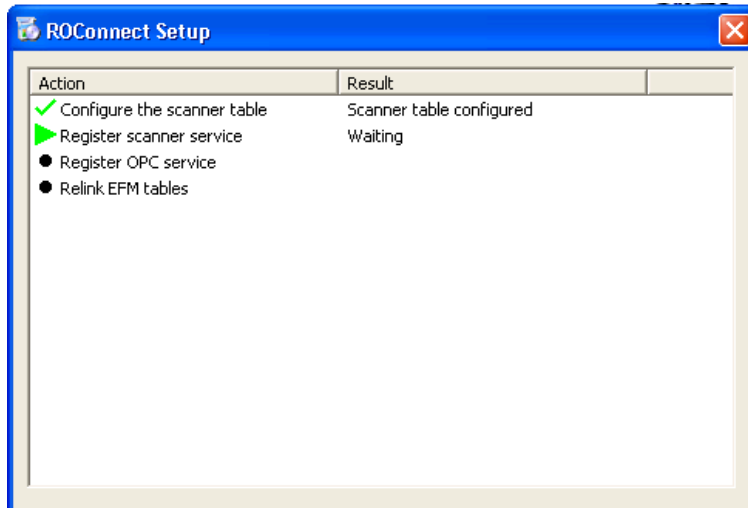 ROConnect Setup
Action Result
Configure the scanner table Scanner table configured
Register scanner service Waiting
Register OPC service
Relink EFM tables